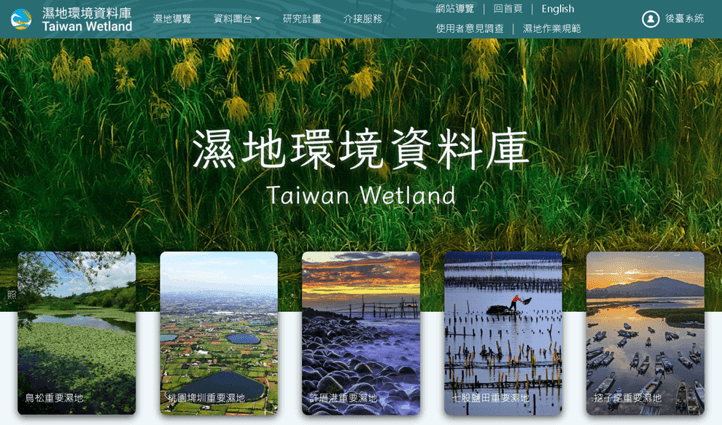 濕地環境資料庫
Taiwan Wetland
濕地導覽
資料圖台
研究計畫
介接服務
網站導覽 | 回首頁 | English
使用者意見調查 | 濕地作業規範
後臺系統
濕地環境資料庫
Taiwan Wetland
照
鳥松重要濕地
桃園埤圳重要濕地
許厝港重要濕地
七股鹽田重要濕地
挖子尾重要濕地